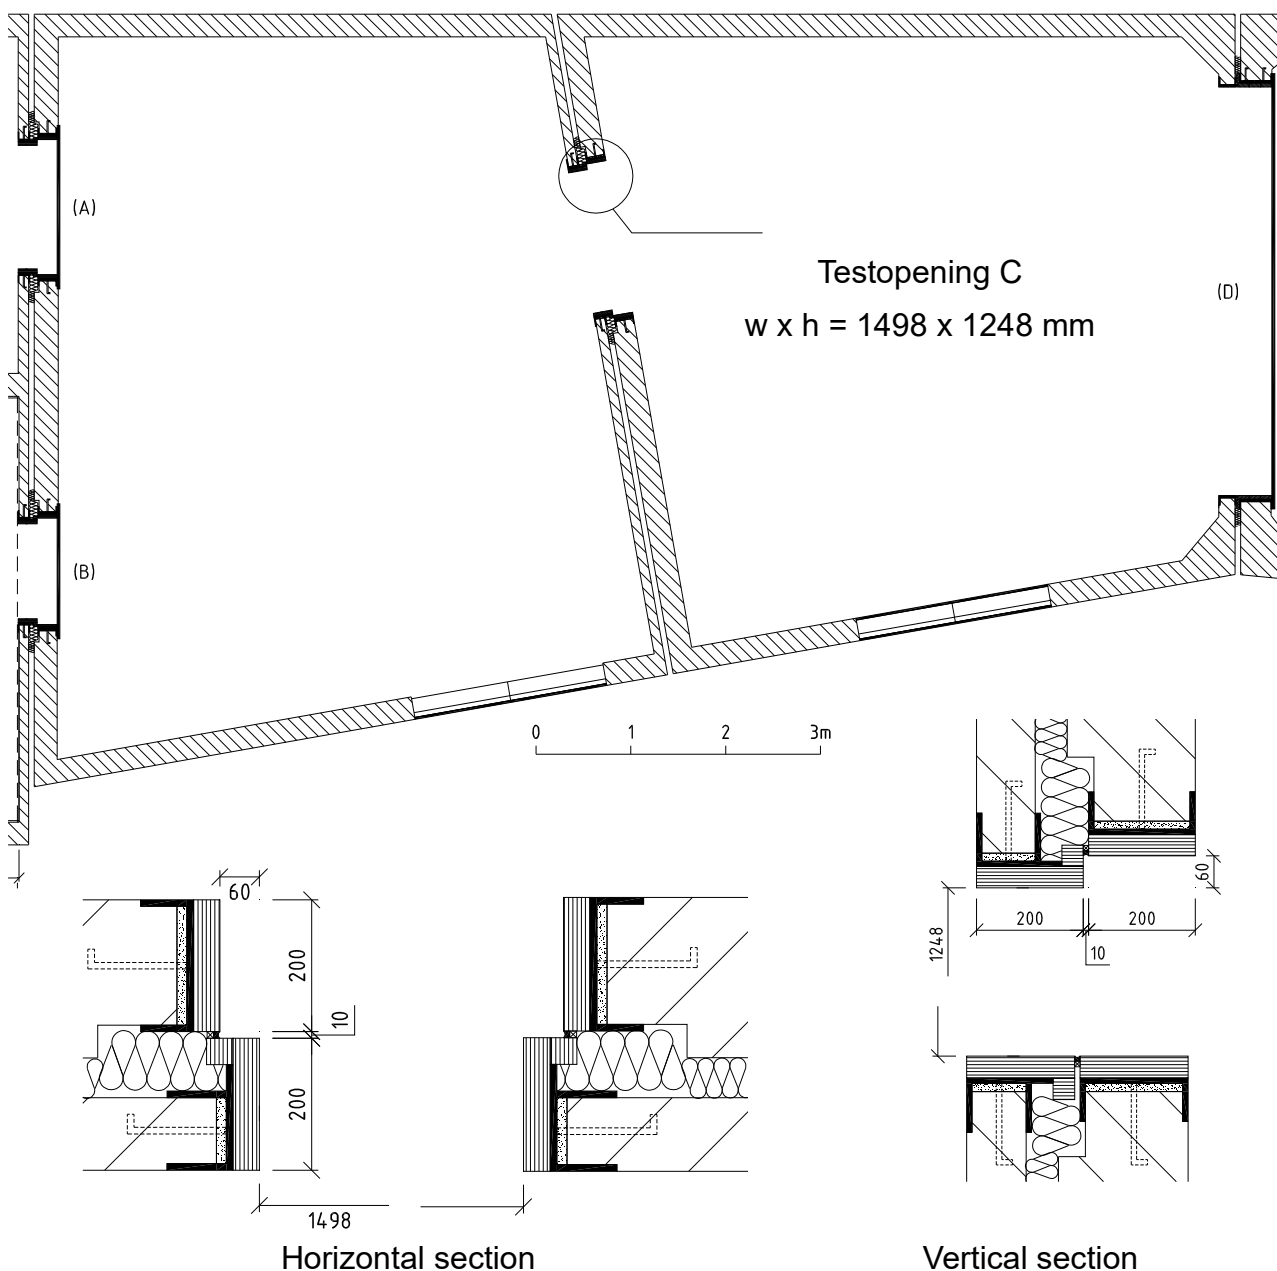 (A)
Testopening C
(D)
w x h = 1498 x 1248 mm
(B)
0 1 2 3m
60
200
10
200
1498
Horizontal section
60
200 200
10
1248
Vertical section